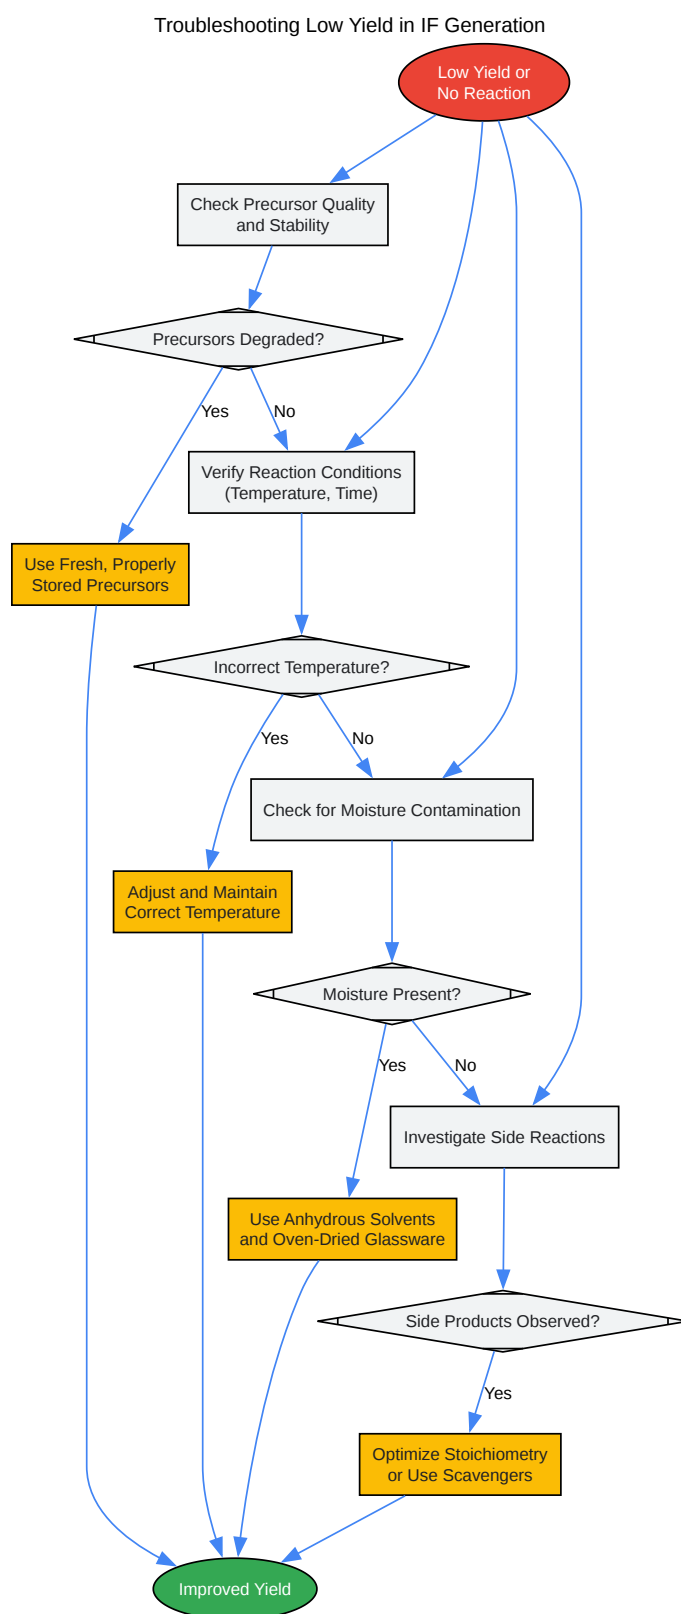 Troubleshooting Low Yield in IF Generation
Low Yield or
No Reaction
Check Precursor Quality
and Stability
Precursors Degraded?
Yes
No
Verify Reaction Conditions
(Temperature, Time)
Use Fresh, Properly
Stored Precursors
Incorrect Temperature?
Yes
No
Check for Moisture Contamination
Adjust and Maintain
Correct Temperature
Moisture Present?
Yes
No
Investigate Side Reactions
Use Anhydrous Solvents
and Oven-Dried Glassware
Side Products Observed?
Yes
Optimize Stoichiometry
or Use Scavengers
Improved Yield